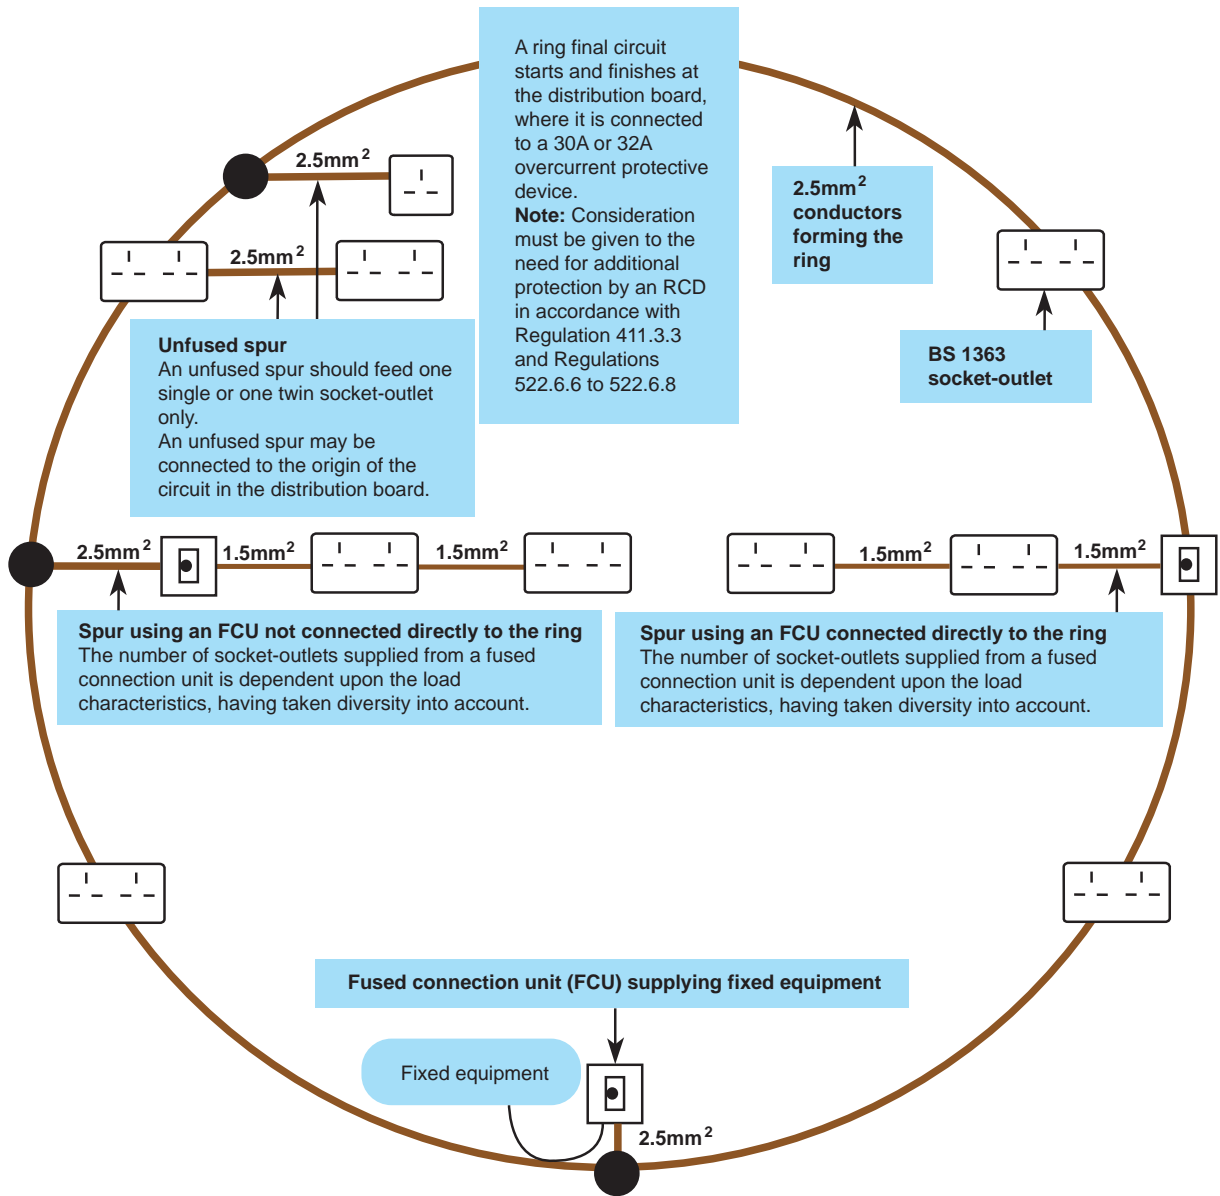 A ring final circuit
starts and finishes at
the distribution board,
where it is connected
to a 30A or 32A
overcurrent protective
device.
Note: Consideration
must be given to the
need for additional
protection by an RCD
in accordance with
Regulation 411.3.3
and Regulations
522.6.6 to 522.6.8
2.5mm²
2.5mm²
conductors
forming the
ring
2.5mm²
Unfused spur
An unfused spur should feed one
single or one twin socket-outlet
only.
An unfused spur may be
connected to the origin of the
circuit in the distribution board.
BS 1363
socket-outlet
2.5mm²
1.5mm²
1.5mm²
1.5mm²
1.5mm²
Spur using an FCU not connected directly to the ring
The number of socket-outlets supplied from a fused
connection unit is dependent upon the load
characteristics, having taken diversity into account.
Spur using an FCU connected directly to the ring
The number of socket-outlets supplied from a fused
connection unit is dependent upon the load
characteristics, having taken diversity into account.
Fused connection unit (FCU) supplying fixed equipment
Fixed equipment
2.5mm²